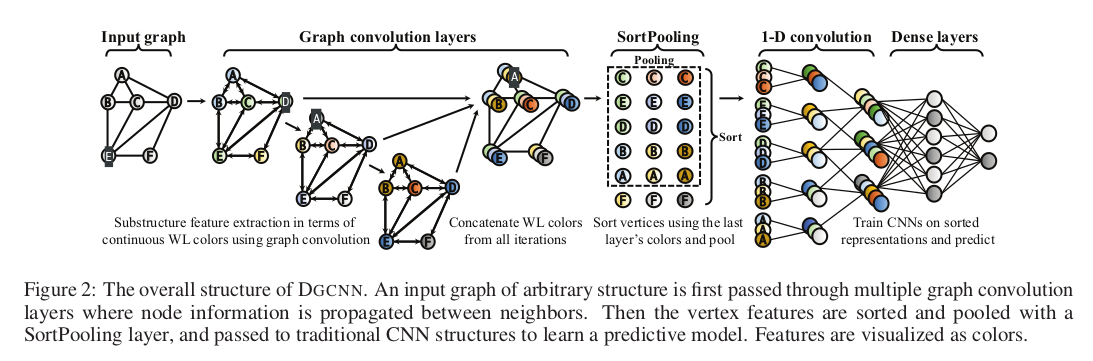 Input graph
Graph convolution layers
SortPooling
1-D convolution
Dense layers
A
B C D
E F
A
B C D
E F
A
B C D
E F
A
B C D
E F
A
B C D
E F
Pooling
C C C
E E E
D D D
B B B
A A A
F F F
Sort
C
C
C
E
E
E
D
D
D
B
B
B
A
A
A
Substructure feature extraction in terms of
continuous WL colors using graph convolution
Concatenate WL colors
from all iterations
Sort vertices using the last
layer's colors and pool
Train CNNs on sorted
representations and predict
Figure 2: The overall structure of DGCNN. An input graph of arbitrary structure is first passed through multiple graph convolution
layers where node information is propagated between neighbors. Then the vertex features are sorted and pooled with a
SortPooling layer, and passed to traditional CNN structures to learn a predictive model. Features are visualized as colors.